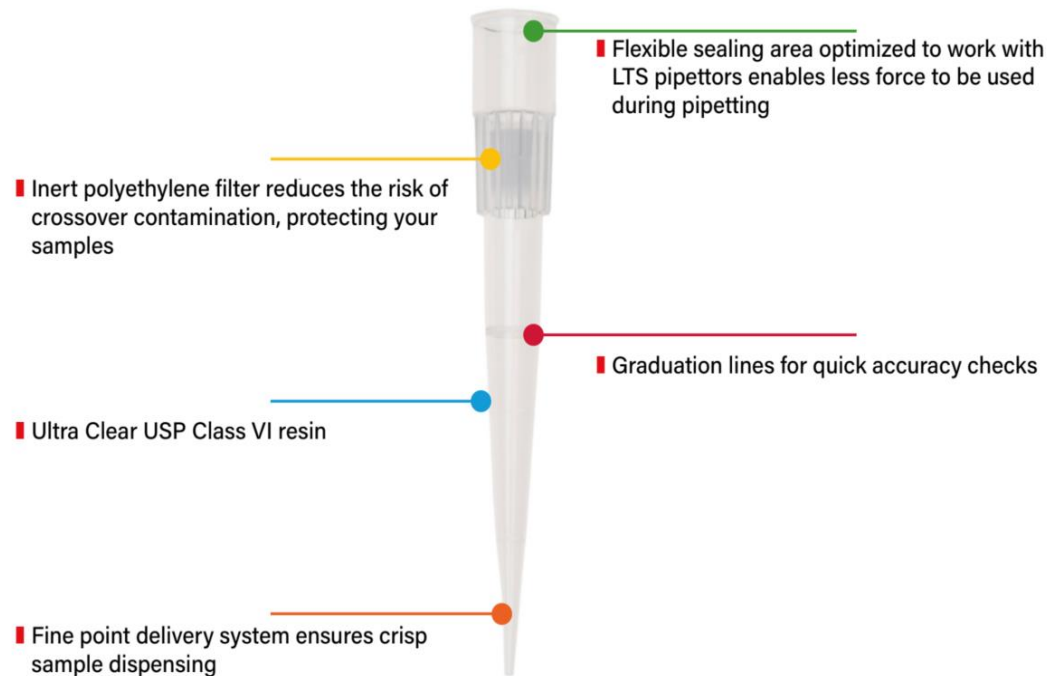 Flexible sealing area optimized to work with
LTS pipettors enables less force to be used
during pipetting
Inert polyethylene filter reduces the risk of
crossover contamination, protecting your
samples
Graduation lines for quick accuracy checks
Ultra Clear USP Class VI resin
Fine point delivery system ensures crisp
sample dispensing